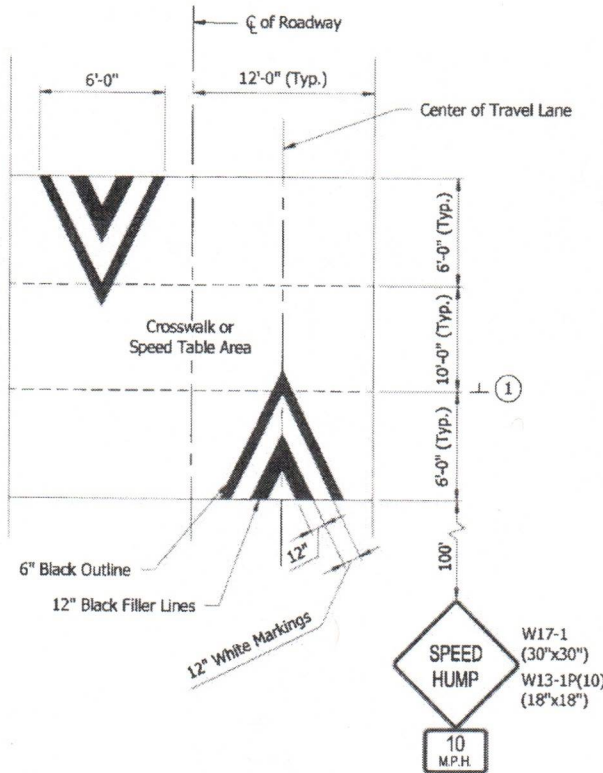 ℄ of Roadway
6'-0"
12'-0" (Typ.)
Center of Travel Lane
6'-0" (Typ.)
Crosswalk or
Speed Table Area
10'-0" (Typ.)
1
6'-0" (Typ.)
12"
6" Black Outline
12" Black Filler Lines
12" White Markings
100'
SPEED
HUMP
W17-1
(30"x30")
W13-1P(10)
(18"x18")
10
M.P.H.